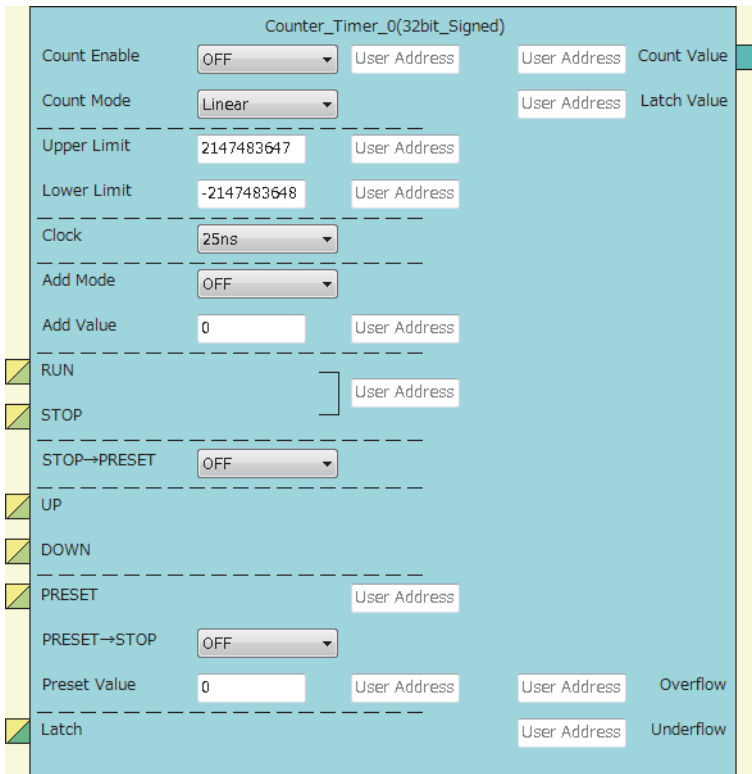 Counter_Timer_0(32bit_Signed)
Count Enable OFF User Address User Address Count Value
Count Mode Linear User Address Latch Value
Upper Limit 2147483647 User Address
Lower Limit -2147483648 User Address
Clock 25ns
Add Mode OFF
Add Value 0 User Address
RUN
User Address
STOP
STOP→PRESET OFF
UP
DOWN
PRESET User Address
PRESET→STOP OFF
Preset Value 0 User Address User Address Overflow
Latch User Address Underflow